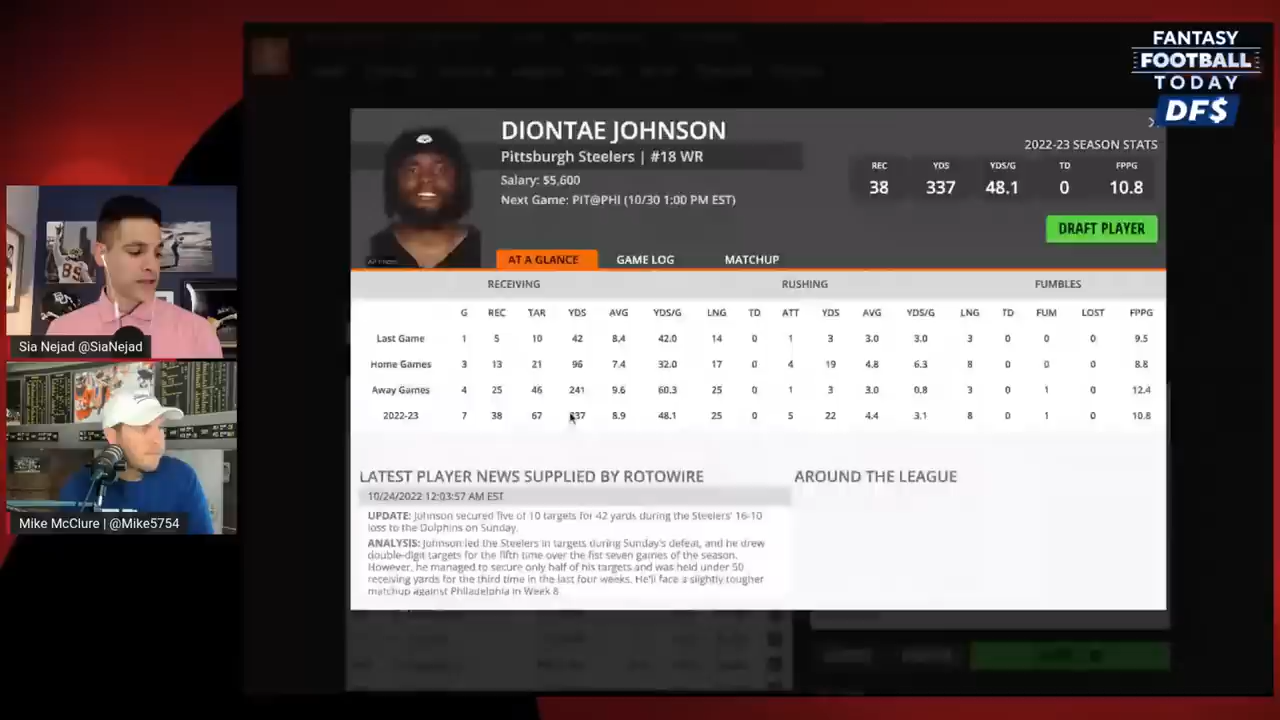 FANTASY
FOOTBALL
TODAY
DF$
DIONTAE JOHNSON
Pittsburgh Steelers | #18 WR
Salary: $5,600
Next Game: PIT@PHI (10/30 1:00 PM EST)
2022-23 SEASON STATS
REC YDS YDS/G TD FPPG
38 337 48.1 0 10.8
DRAFT PLAYER
AT A GLANCE GAME LOG MATCHUP
RECEIVING RUSHING FUMBLES
G REC TAR YDS AVG YDS/G LNG TD ATT YDS AVG YDS/G LNG TD FUM LOST FPPG
Last Game 1 5 10 42 8.4 42.0 14 0 1 3 3.0 3.0 3 0 0 0 9.5
Home Games 3 13 21 96 7.4 32.0 17 0 4 19 4.8 6.3 8 0 0 0 8.8
Away Games 4 25 46 241 9.6 60.3 25 0 1 3 3.0 0.8 3 0 1 0 12.4
2022-23 7 38 67 337 8.9 48.1 25 0 5 22 4.4 3.1 8 0 1 0 10.8
LATEST PLAYER NEWS SUPPLIED BY ROTOWIRE
10/24/2022 12:03:57 AM EST
UPDATE: Johnson secured five of 10 targets for 42 yards during the Steelers' 16-10
loss to the Dolphins on Sunday.
ANALYSIS: Johnson led the Steelers in targets during Sunday's defeat, and he drew
double-digit targets for the fifth time over the fist seven games of the season.
However, he managed to secure only half of his targets and was held under 50
receiving yards for the third time in the last four weeks. He'll face a slightly tougher
matchup against Philadelphia in Week 8.
AROUND THE LEAGUE
89
Sia Nejad @SiaNejad
Mike McClure | @Mike5754